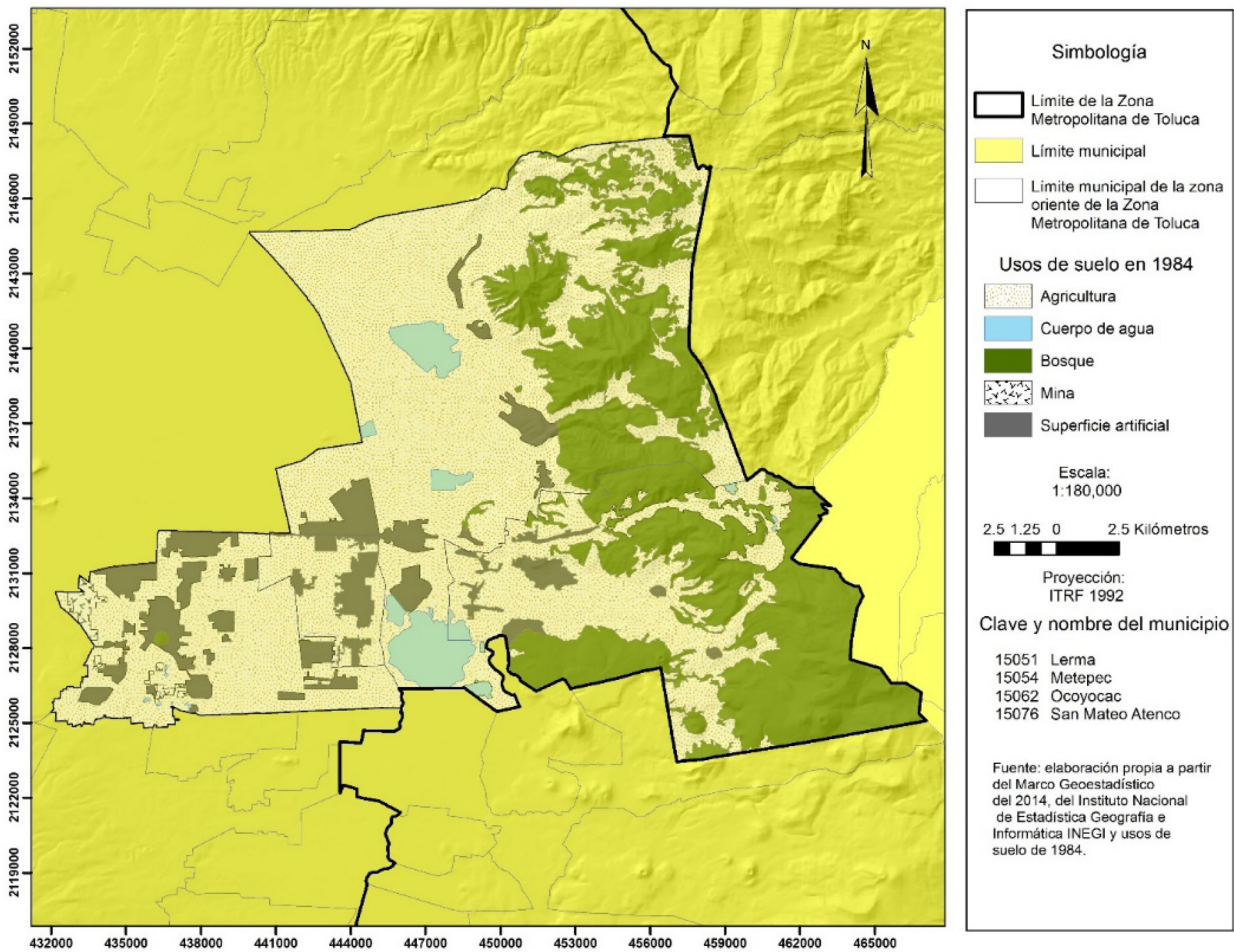 2152000
2149000
2146000
2143000
2140000
2137000
2134000
2131000
2128000
2125000
2122000
2119000
432000 435000 438000 441000 444000 447000 450000 453000 456000 459000 462000 465000
N
Simbología
Límite de la Zona
Metropolitana de Toluca
Límite municipal
Límite municipal de la zona
oriente de la Zona
Metropolitana de Toluca
Usos de suelo en 1984
Agricultura
Cuerpo de agua
Bosque
Mina
Superficie artificial
Escala:
1:180,000
2.5 1.25 0 2.5 Kilómetros
Proyección:
ITRF 1992
Clave y nombre del municipio
15051 Lerma
15054 Metepec
15062 Ocoyocac
15076 San Mateo Atenco
Fuente: elaboración propia a partir
del Marco Geoestadístico
del 2014, del Instituto Nacional
de Estadística Geografía e
Informática INEGI y usos de
suelo de 1984.